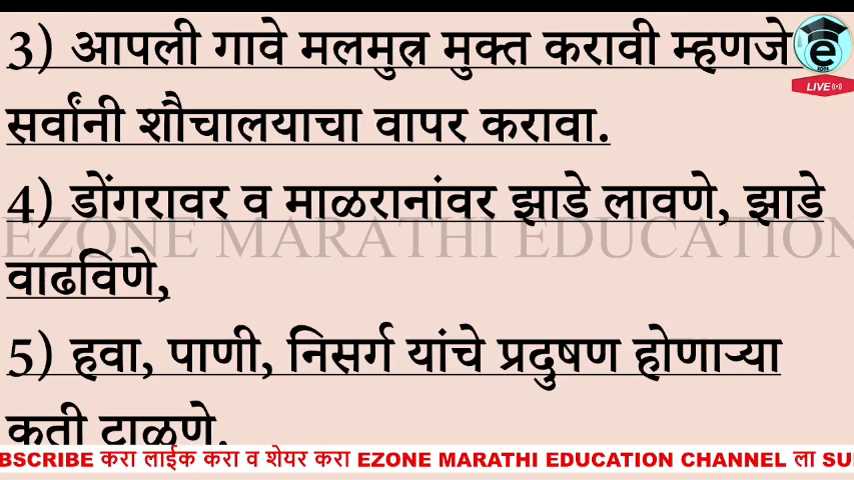 3) आपली गावे मलमुत्र मुक्त करावी म्हणजे
सर्वांनी शौचालयाचा वापर करावा.
4) डोंगरावर व माळरानांवर झाडे लावणे, झाडे
EZONE MARATHI EDUCATION
वाढविणे,
5) हवा, पाणी, निसर्ग यांचे प्रदुषण होणाऱ्या
कृती टाळणे.
BSCRIBE करा लाईक करा व शेयर करा EZONE MARATHI EDUCATION CHANNEL ला SU
e
LIVE